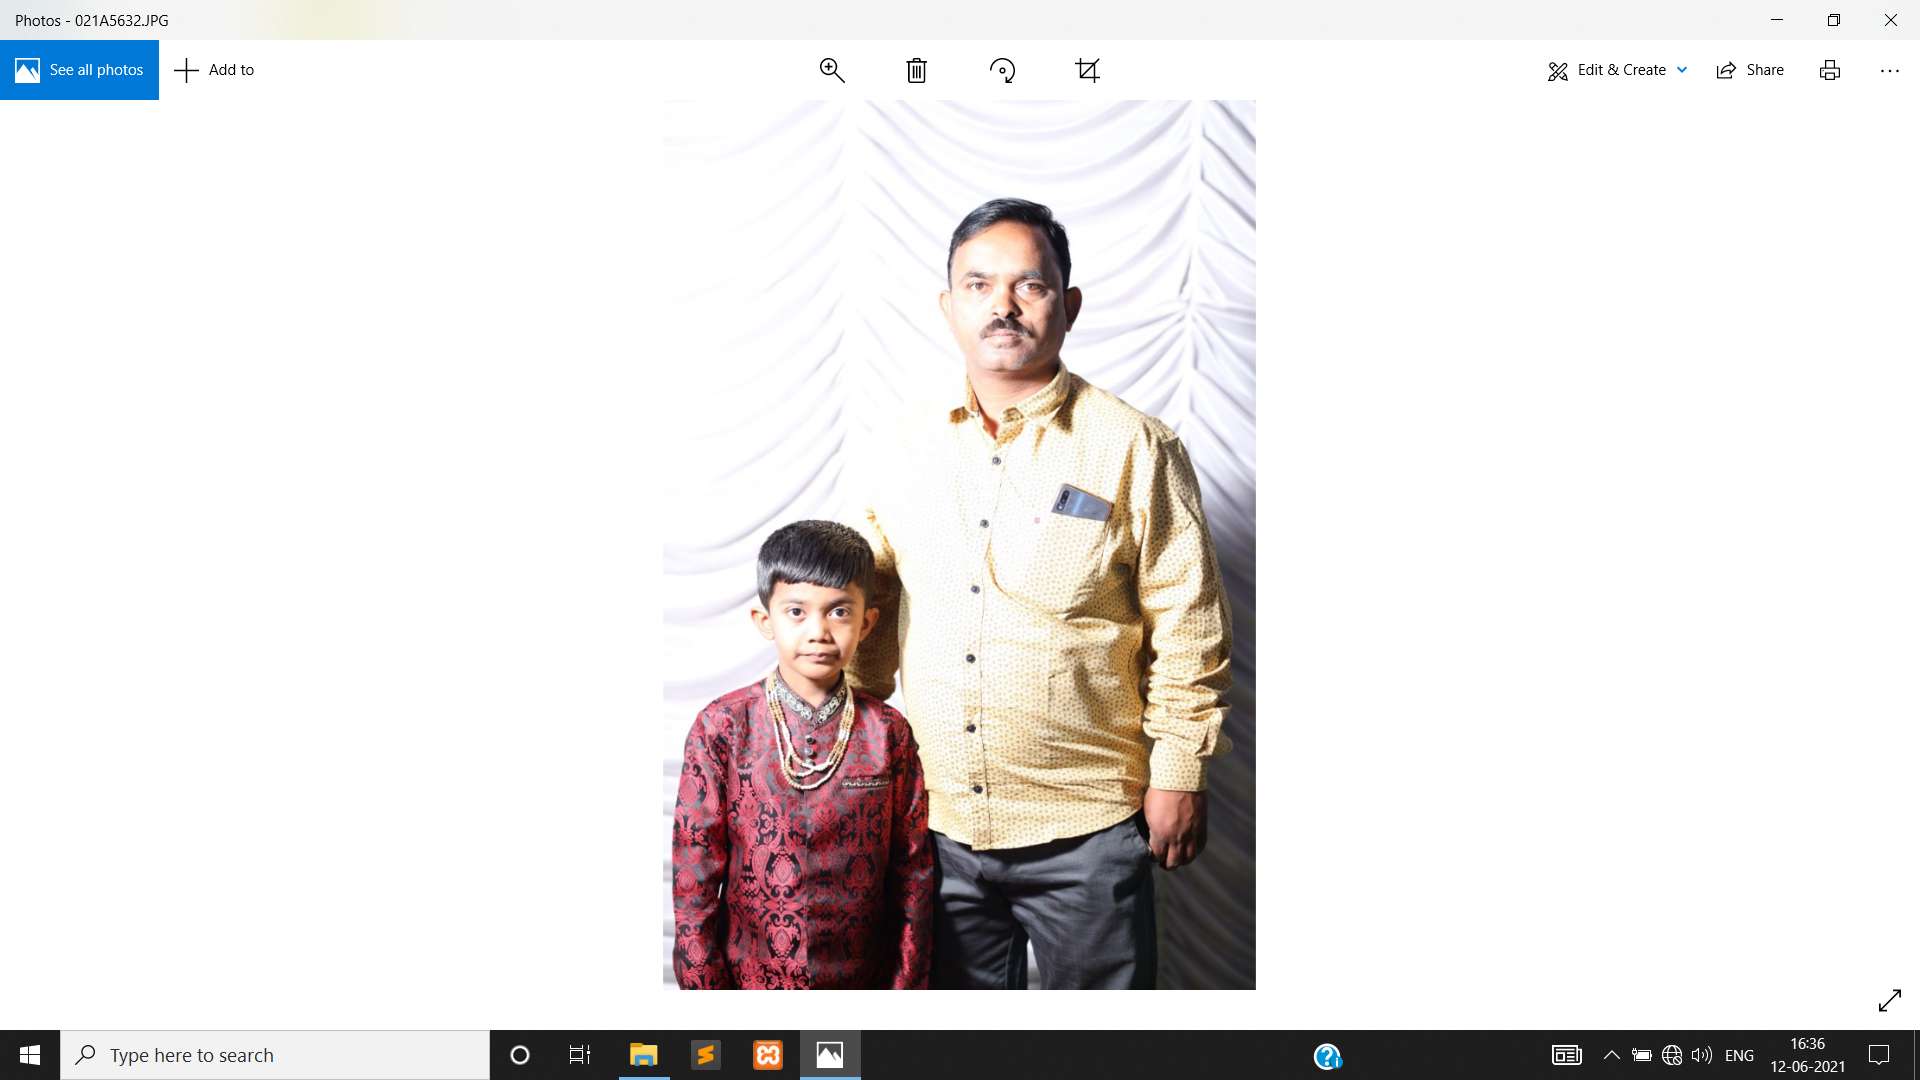 Photos - 021A5632.JPG
See all photos
Add to
Edit & Create
Share
Type here to search
ENG
16:36
12-06-2021